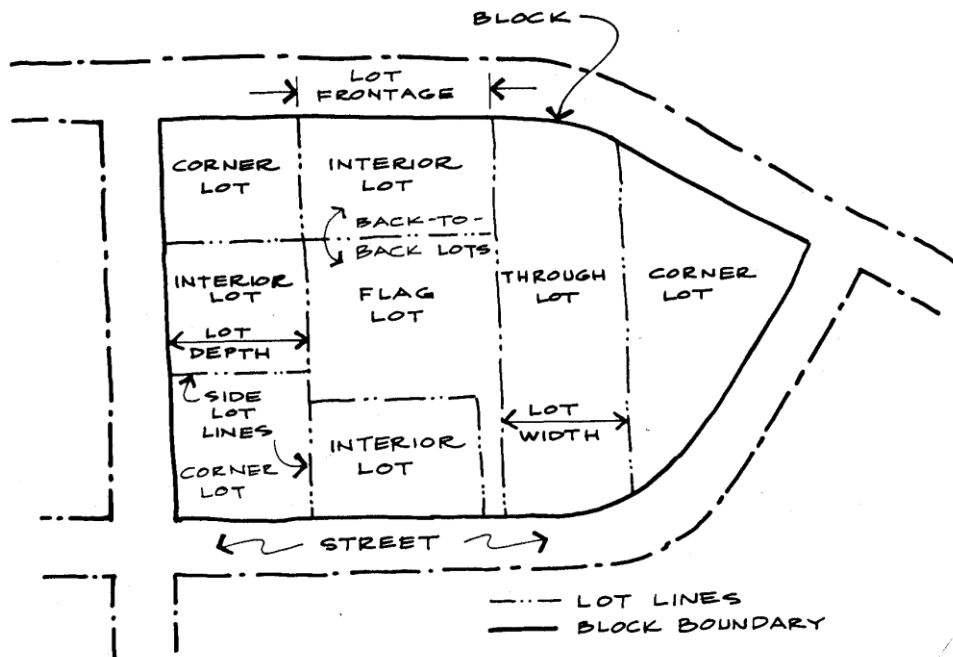 BLOCK
LOT
FRONTAGE
CORNER
LOT
INTERIOR
LOT
BACK-TO-
BACK LOTS
INTERIOR
LOT
FLAG
LOT
THROUGH
LOT
CORNER
LOT
LOT
DEPTH
SIDE
LOT
LINES
LOT
WIDTH
CORNER
LOT
INTERIOR
LOT
STREET
LOT LINES
BLOCK BOUNDARY